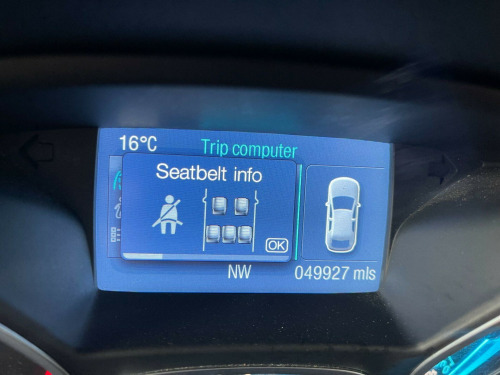 16°C
Trip computer
Seatbelt info
OK
NW
049927 mls